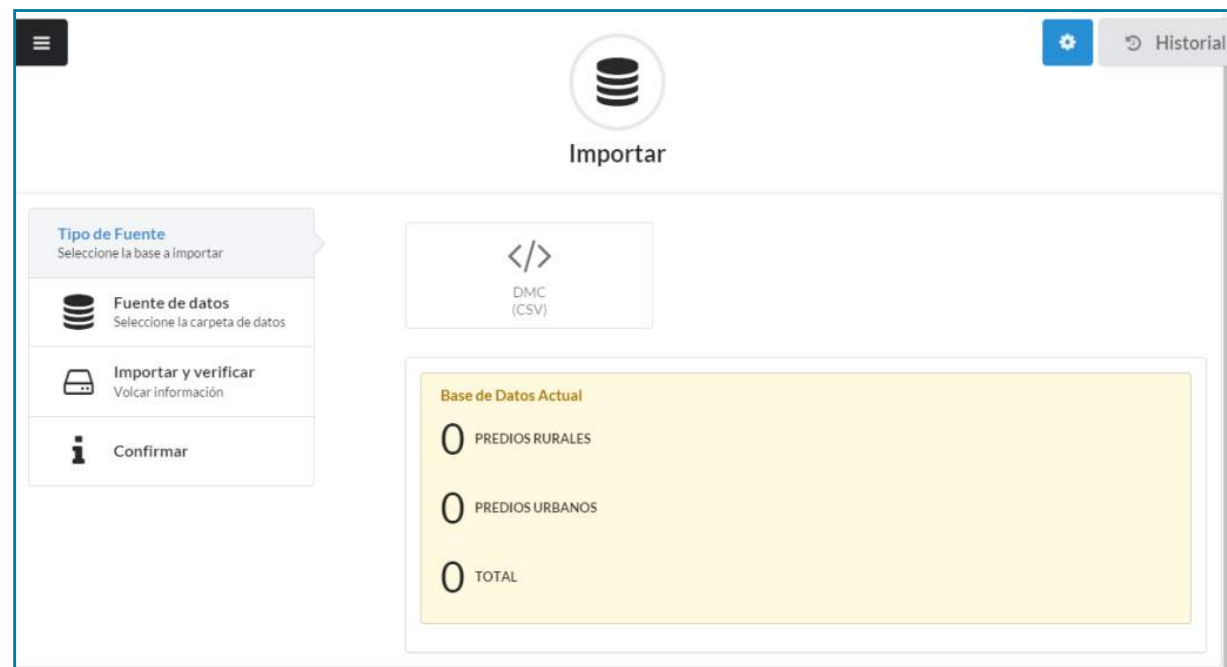 Historial
Importar
Tipo de Fuente
Seleccione la base a importar
Fuente de datos
Seleccione la carpeta de datos
Importar y verificar
Volcar información
Confirmar
</>
DMC
(CSV)
Base de Datos Actual
0 PREDIOS RURALES
0 PREDIOS URBANOS
0 TOTAL